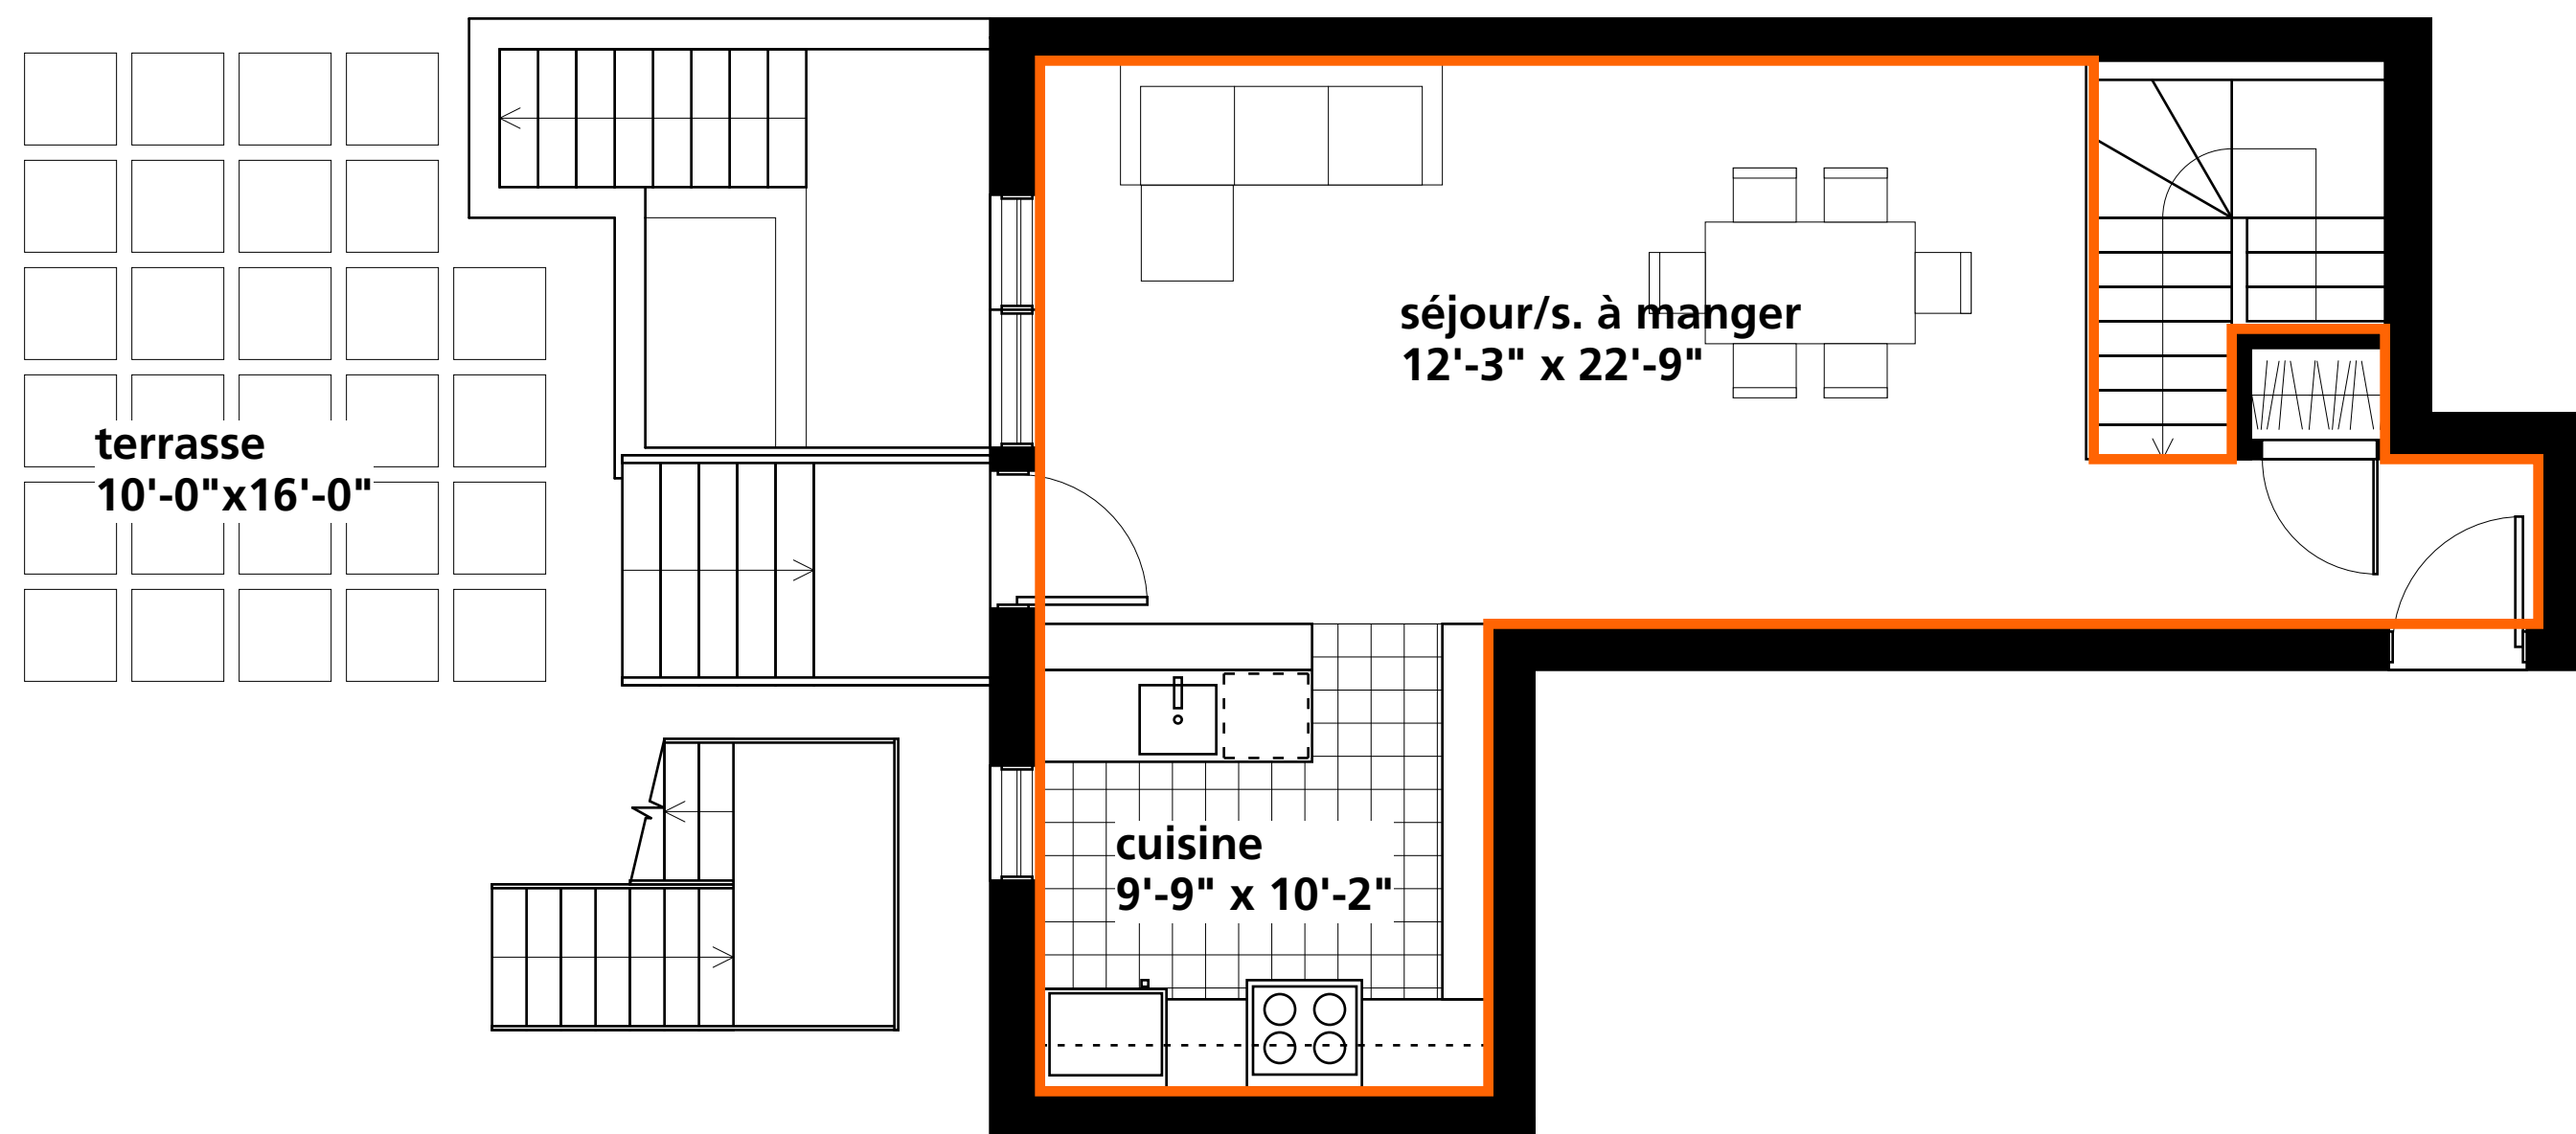 séjour/s. à manger
12'-3" x 22'-9"
terrasse
10'-0"x16'-0"
cuisine
9'-9" x 10'-2"